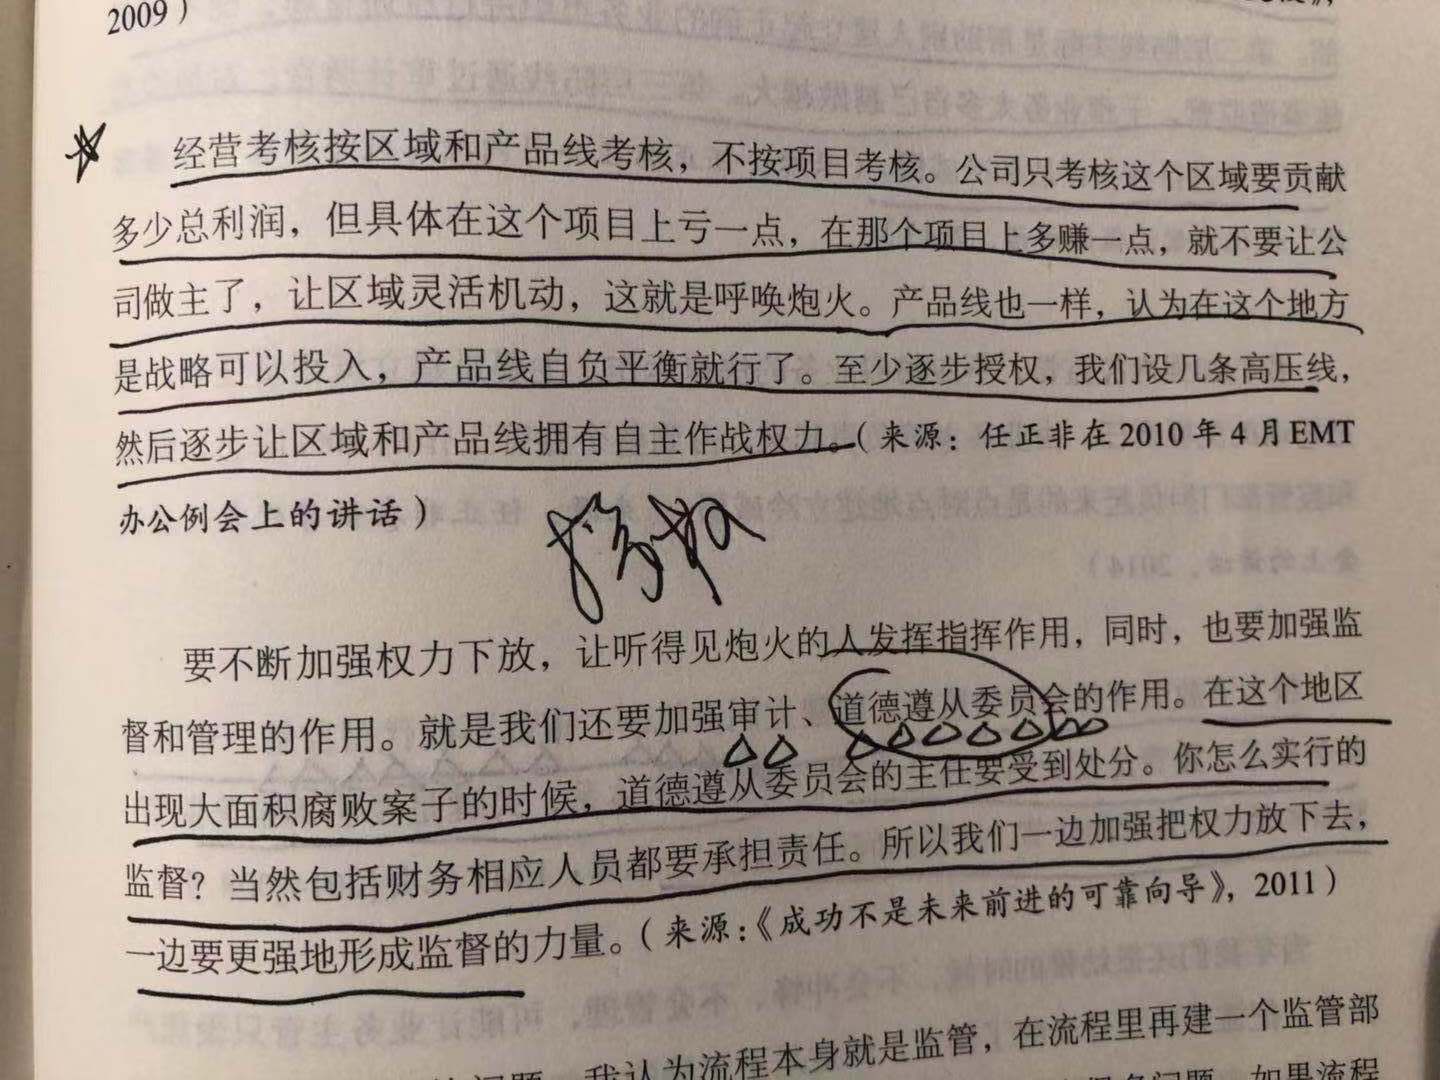 2009）
经营考核按区域和产品线考核，不按项目考核。公司只考核这个区域要贡献
多少总利润，但具体在这个项目上亏一点，在那个项目上多赚一点，就不要让公
司做主了，让区域灵活机动，这就是呼唤炮火。产品线也一样，认为在这个地方
是战略可以投入，产品线自负平衡就行了。至少逐步授权，我们设几条高压线，
然后逐步让区域和产品线拥有自主作战权力。（来源：任正非在2010年4月EMT
办公例会上的讲话）
要不断加强权力下放，让听得见炮火的人发挥指挥作用，同时，也要加强监
督和管理的作用。就是我们还要加强审计、道德遵从委员会的作用。在这个地区
出现大面积腐败案子的时候，道德遵从委员会的主任要受到处分。你怎么实行的
监督？当然包括财务相应人员都要承担责任。所以我们一边加强把权力放下去，
一边要更强地形成监督的力量。（来源：《成功不是未来前进的可靠向导》，2011）
我认为流程本身就是监管，在流程里再建一个监管部
问题，如果流程